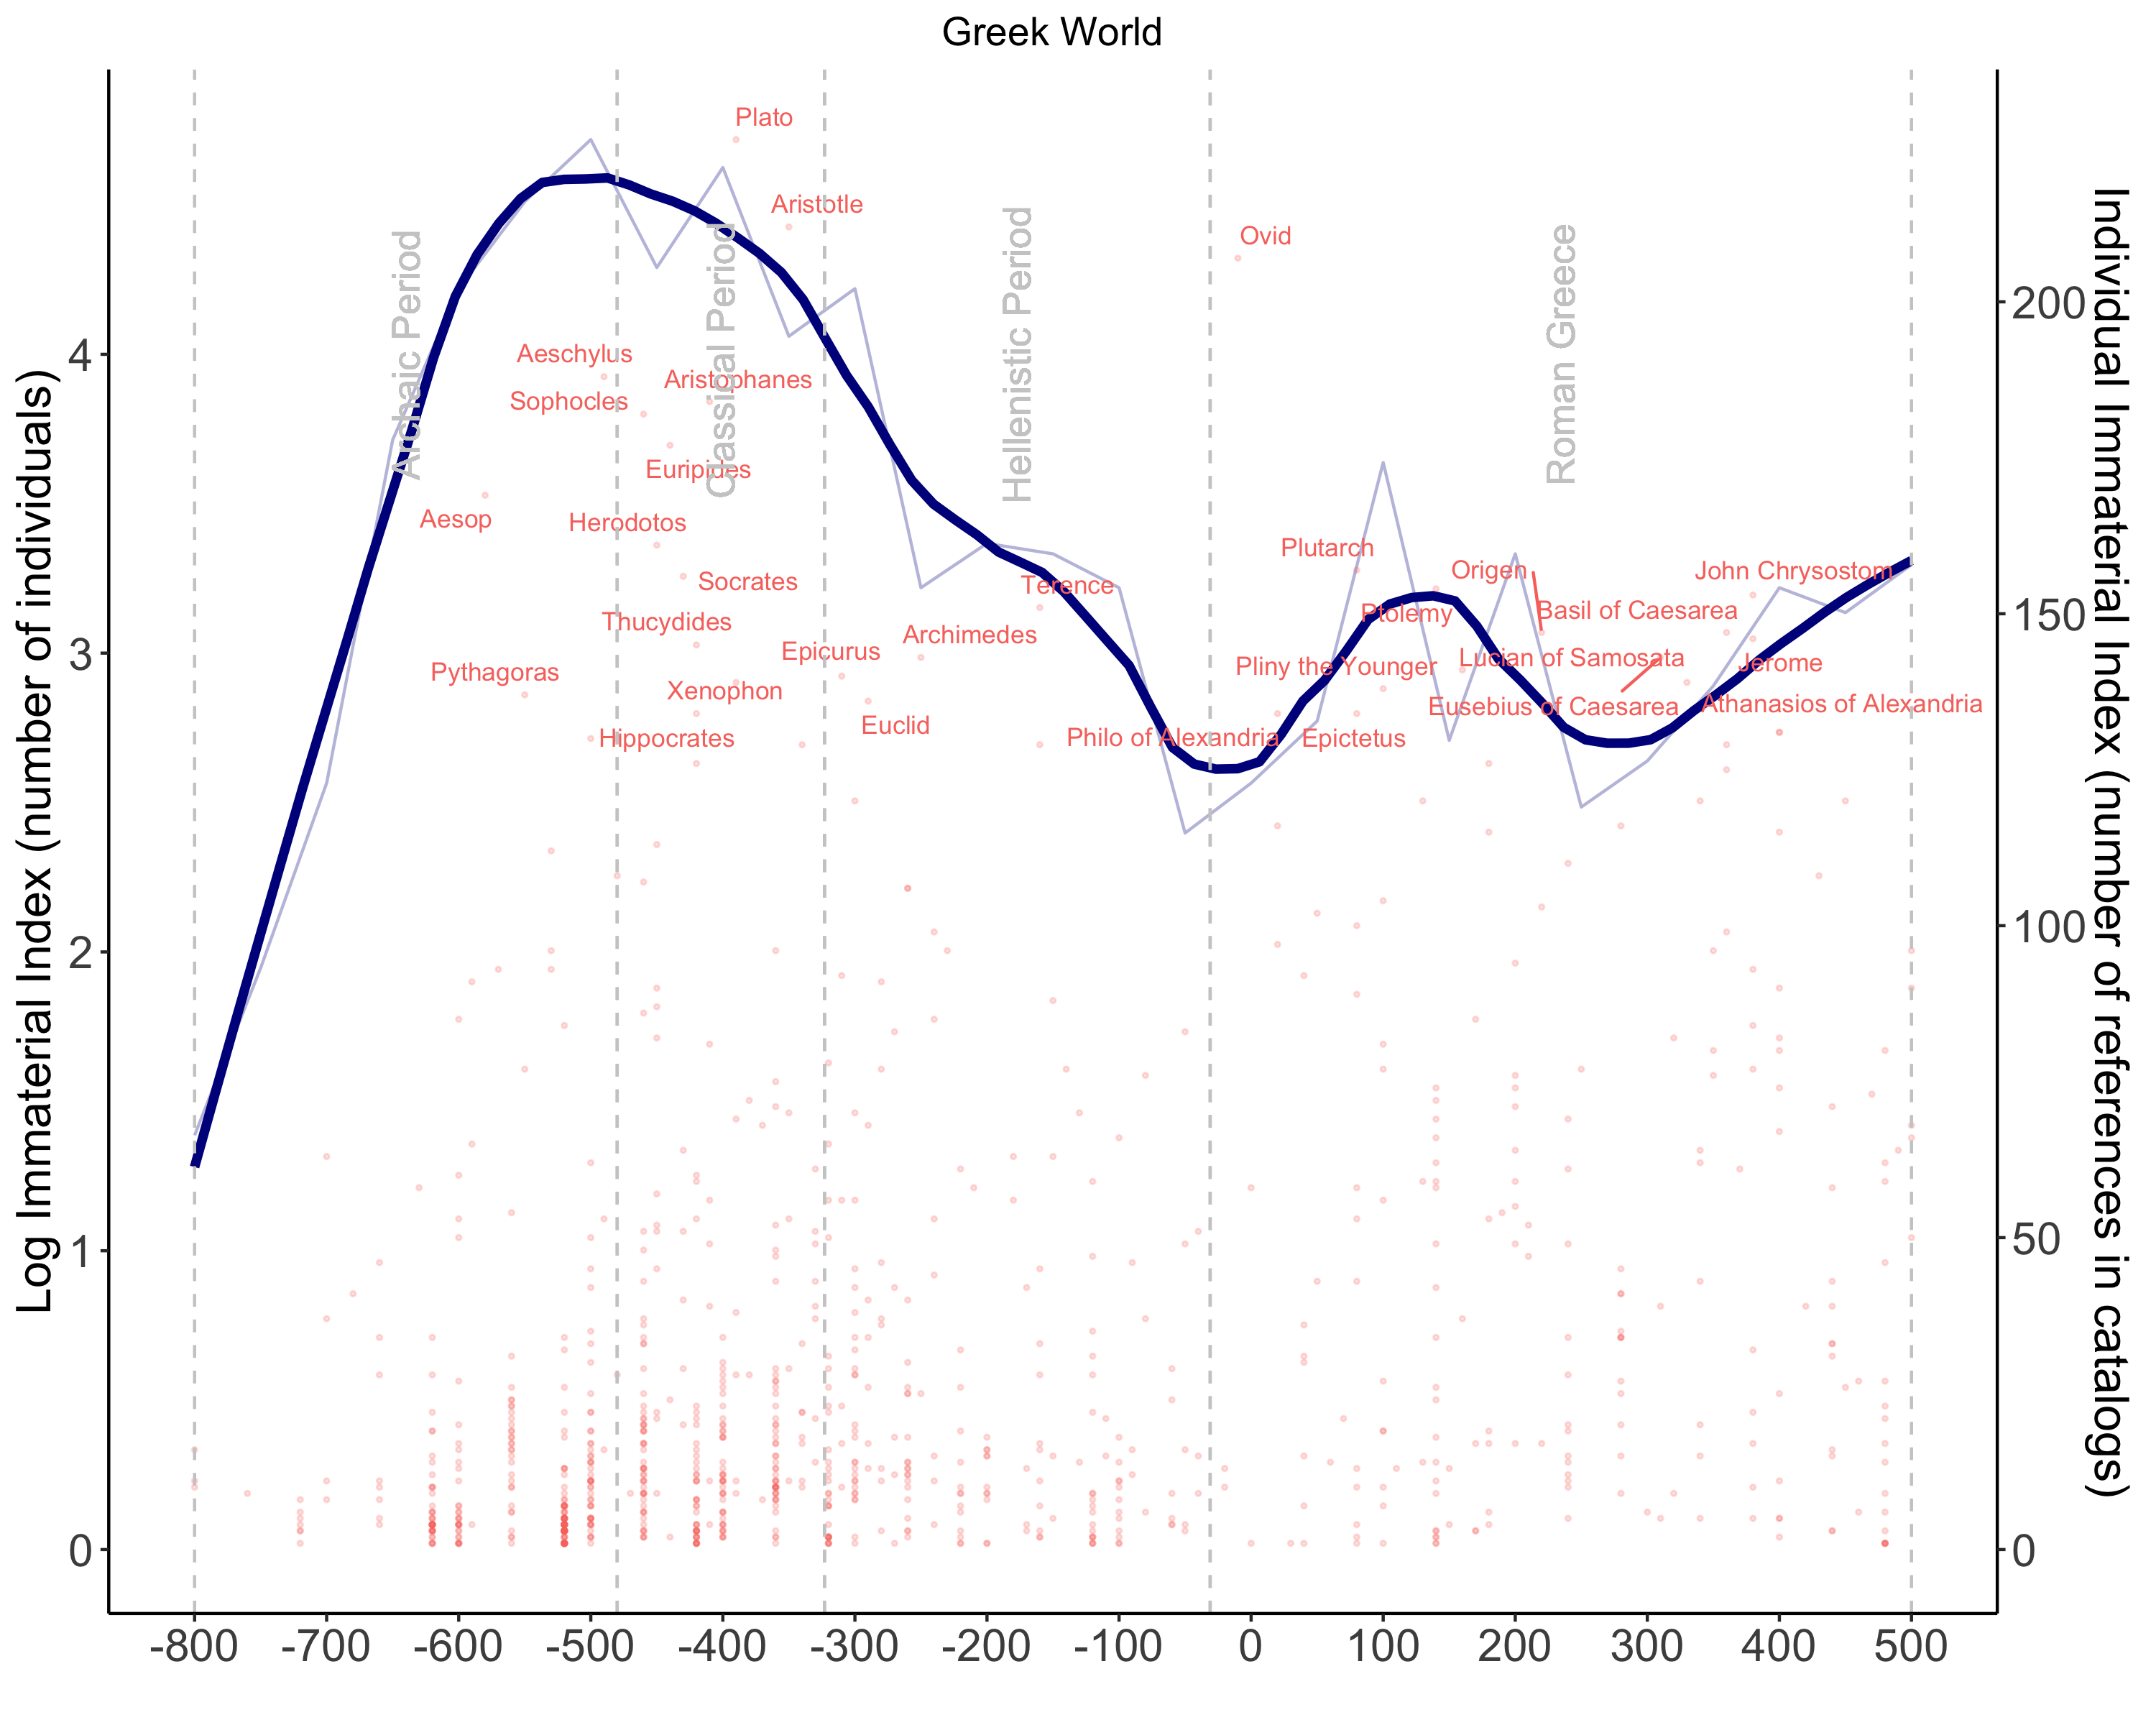 Greek World
Plato
Aristotle
Ovid
Archaic Period
Classical Period
Hellenistic Period
Roman Greece
Aeschylus
Aristophanes
Sophocles
Euripides
Aesop
Herodotos
Socrates
Thucydides
Pythagoras
Xenophon
Hippocrates
Epicurus
Euclid
Archimedes
Terence
Plutarch
Ptolemy
Pliny the Younger
Philo of Alexandria
Epictetus
Origen
Basil of Caesarea
Lucian of Samosata
Eusebius of Caesarea
John Chrysostom
Jerome
Athanasios of Alexandria
Log Immaterial Index (number of individuals)
4
3
2
1
0
Individual Immaterial Index (number of references in catalogs)
200
150
100
50
0
-800 -700 -600 -500 -400 -300 -200 -100 0 100 200 300 400 500